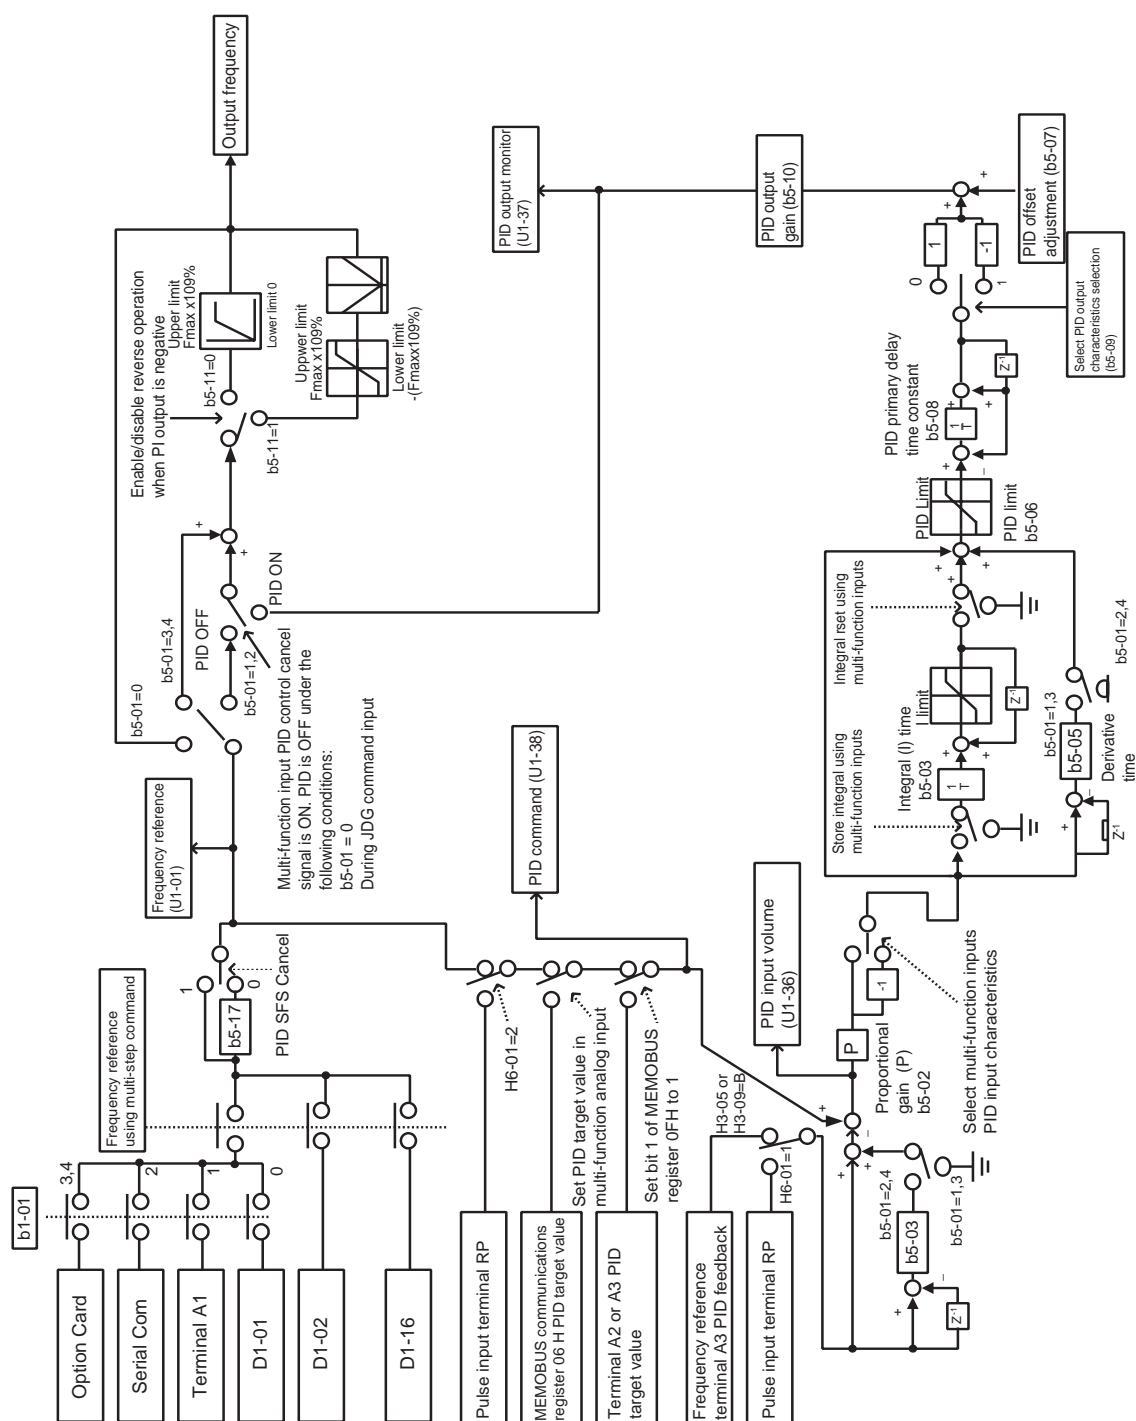 b1-01
Option Card
Serial Com
Terminal A1
D1-01
D1-02
D1-16
3,4
2
1
0
Frequency reference
using multi-step command
1
0
b5-17
PID SFS Cancel
Frequency reference
(U1-01)
b5-01=0
b5-01=3,4
PID OFF
b5-01=1,2
PID ON
+
+
Multi-function input PID control cancel
signal is ON. PID is OFF under the
following conditions:
b5-01 = 0
During JDG command input
Enable/disable reverse operation
when PI output is negative
b5-11=0
b5-11=1
Upper limit
Fmax x109%
Lower limit 0
Uppwer limit
Fmax x109%
Lower limit
-(Fmaxx109%)
Output frequency
Pulse input terminal RP
MEMOBUS communications
register 06 H PID target value
Terminal A2 or A3 PID
target value
H6-01=2
Set PID target value in
multi-function analog input
Set bit 1 of MEMOBUS
register 0FH to 1
PID command (U1-38)
PID output monitor
(U1-37)
Frequency reference
terminal A3 PID feedback
Pulse input terminal RP
H3-05 or
H3-09=B
H6-01=1
PID input volume
(U1-36)
+
−
+
+
b5-01=2,4
b5-03
b5-01=1,3
+
−
Z-1
P
Proportional
gain (P)
b5-02
-1
Select multi-function inputs
PID input characteristics
Store integral using
multi-function inputs
Integral (I) time
b5-03
1
T
+
+
I limit
Z-1
Integral rset using
multi-function inputs
+
+
+
b5-01=1,3
b5-05
b5-01=2,4
Derivative
time
+
−
Z-1
PID Limit
PID limit
b5-06
PID primary delay
time constant
b5-08
+
−
1
T
+
+
Z-1
0
1
1
-1
Select PID output
characteristics selection
(b5-09)
PID output
gain (b5-10)
+
+
PID offset
adjustment (b5-07)